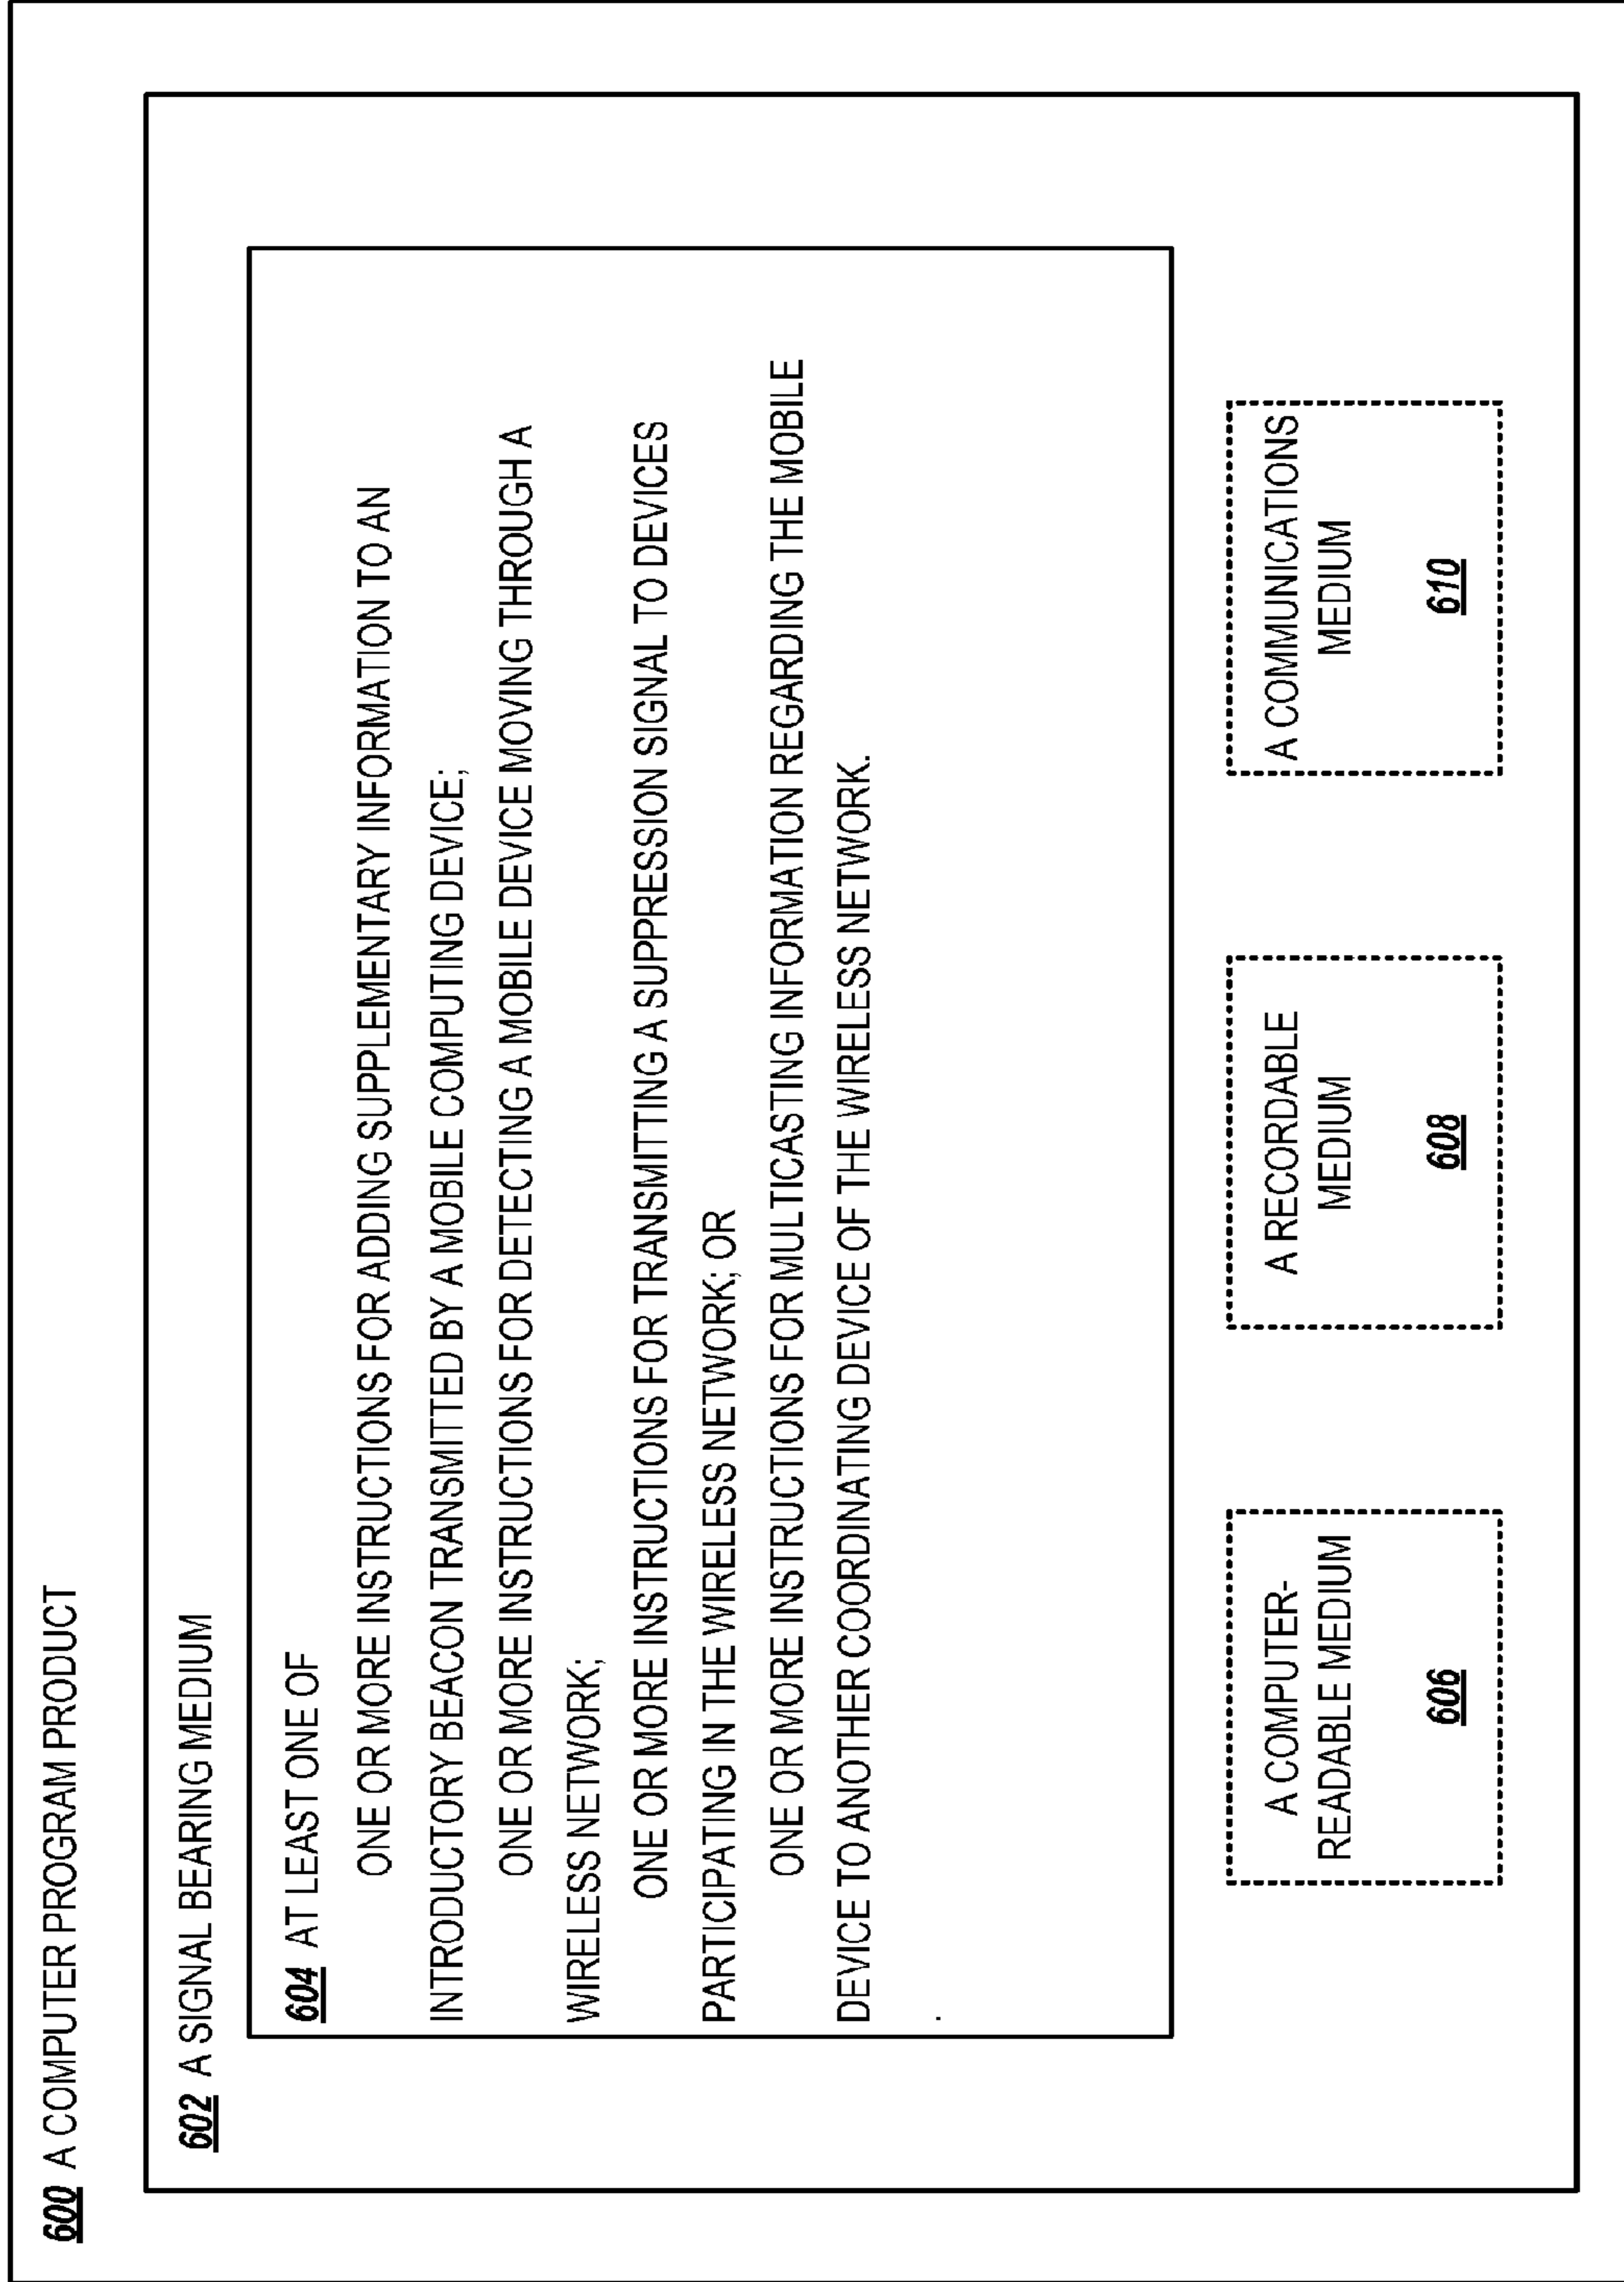 600 A COMPUTER PROGRAM PRODUCT
602 A SIGNAL BEARING MEDIUM
604 AT LEAST ONE OF
ONE OR MORE INSTRUCTIONS FOR ADDING SUPPLEMENTARY INFORMATION TO AN
INTRODUCTORY BEACON TRANSMITTED BY A MOBILE COMPUTING DEVICE;
ONE OR MORE INSTRUCTIONS FOR DETECTING A MOBILE DEVICE MOVING THROUGH A
WIRELESS NETWORK;
ONE OR MORE INSTRUCTIONS FOR TRANSMITTING A SUPPRESSION SIGNAL TO DEVICES
PARTICIPATING IN THE WIRELESS NETWORK; OR
ONE OR MORE INSTRUCTIONS FOR MULTICASTING INFORMATION REGARDING THE MOBILE
DEVICE TO ANOTHER COORDINATING DEVICE OF THE WIRELESS NETWORK.
.
A COMPUTER-
READABLE MEDIUM
606
A RECORDABLE
MEDIUM
608
A COMMUNICATIONS
MEDIUM
610